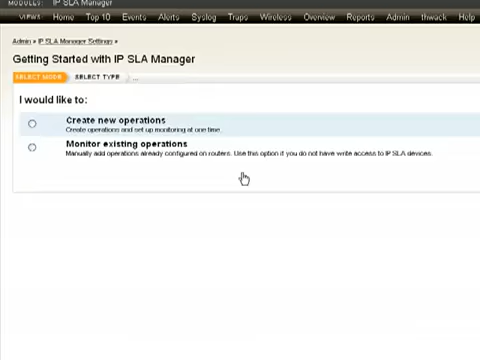 MODULES: IP SLA Manager
VIEWS: Home Top 10 Events Alerts Syslog Traps Wireless Overview Reports Admin thwack Help
Admin » IP SLA Manager Settings »
Getting Started with IP SLA Manager
SELECT MODE SELECT TYPE ...
I would like to:
Create new operations
Create operations and set up monitoring at one time.
Monitor existing operations
Manually add operations already configured on routers. Use this option if you do not have write access to IP SLA devices.